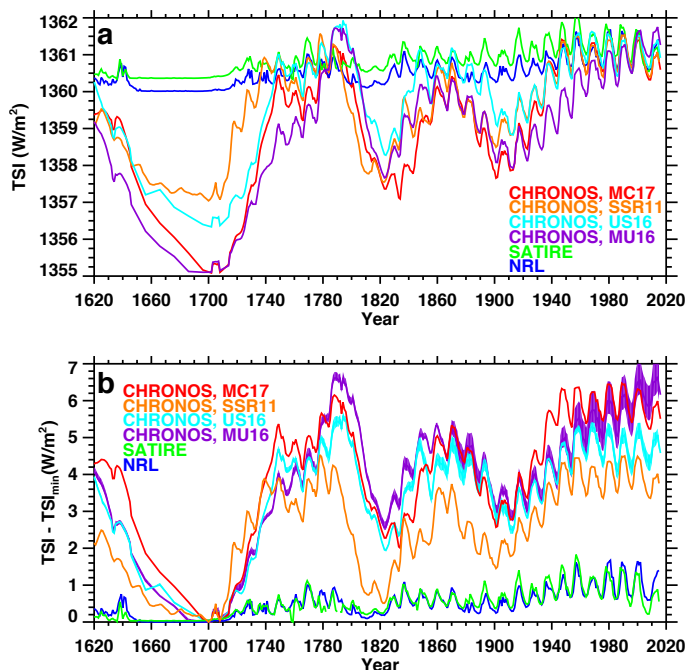 a
1362
1361
1360
1359
1358
1357
1356
1355
TSI (W/m²)
CHRONOS, MC17
CHRONOS, SSR11
CHRONOS, US16
CHRONOS, MU16
SATIRE
NRL
1620 1660 1700 1740 1780 1820 1860 1900 1940 1980 2020
Year
b
7
6
5
4
3
2
1
0
TSI - TSImin(W/m²)
CHRONOS, MC17
CHRONOS, SSR11
CHRONOS, US16
CHRONOS, MU16
SATIRE
NRL
1620 1660 1700 1740 1780 1820 1860 1900 1940 1980 2020
Year